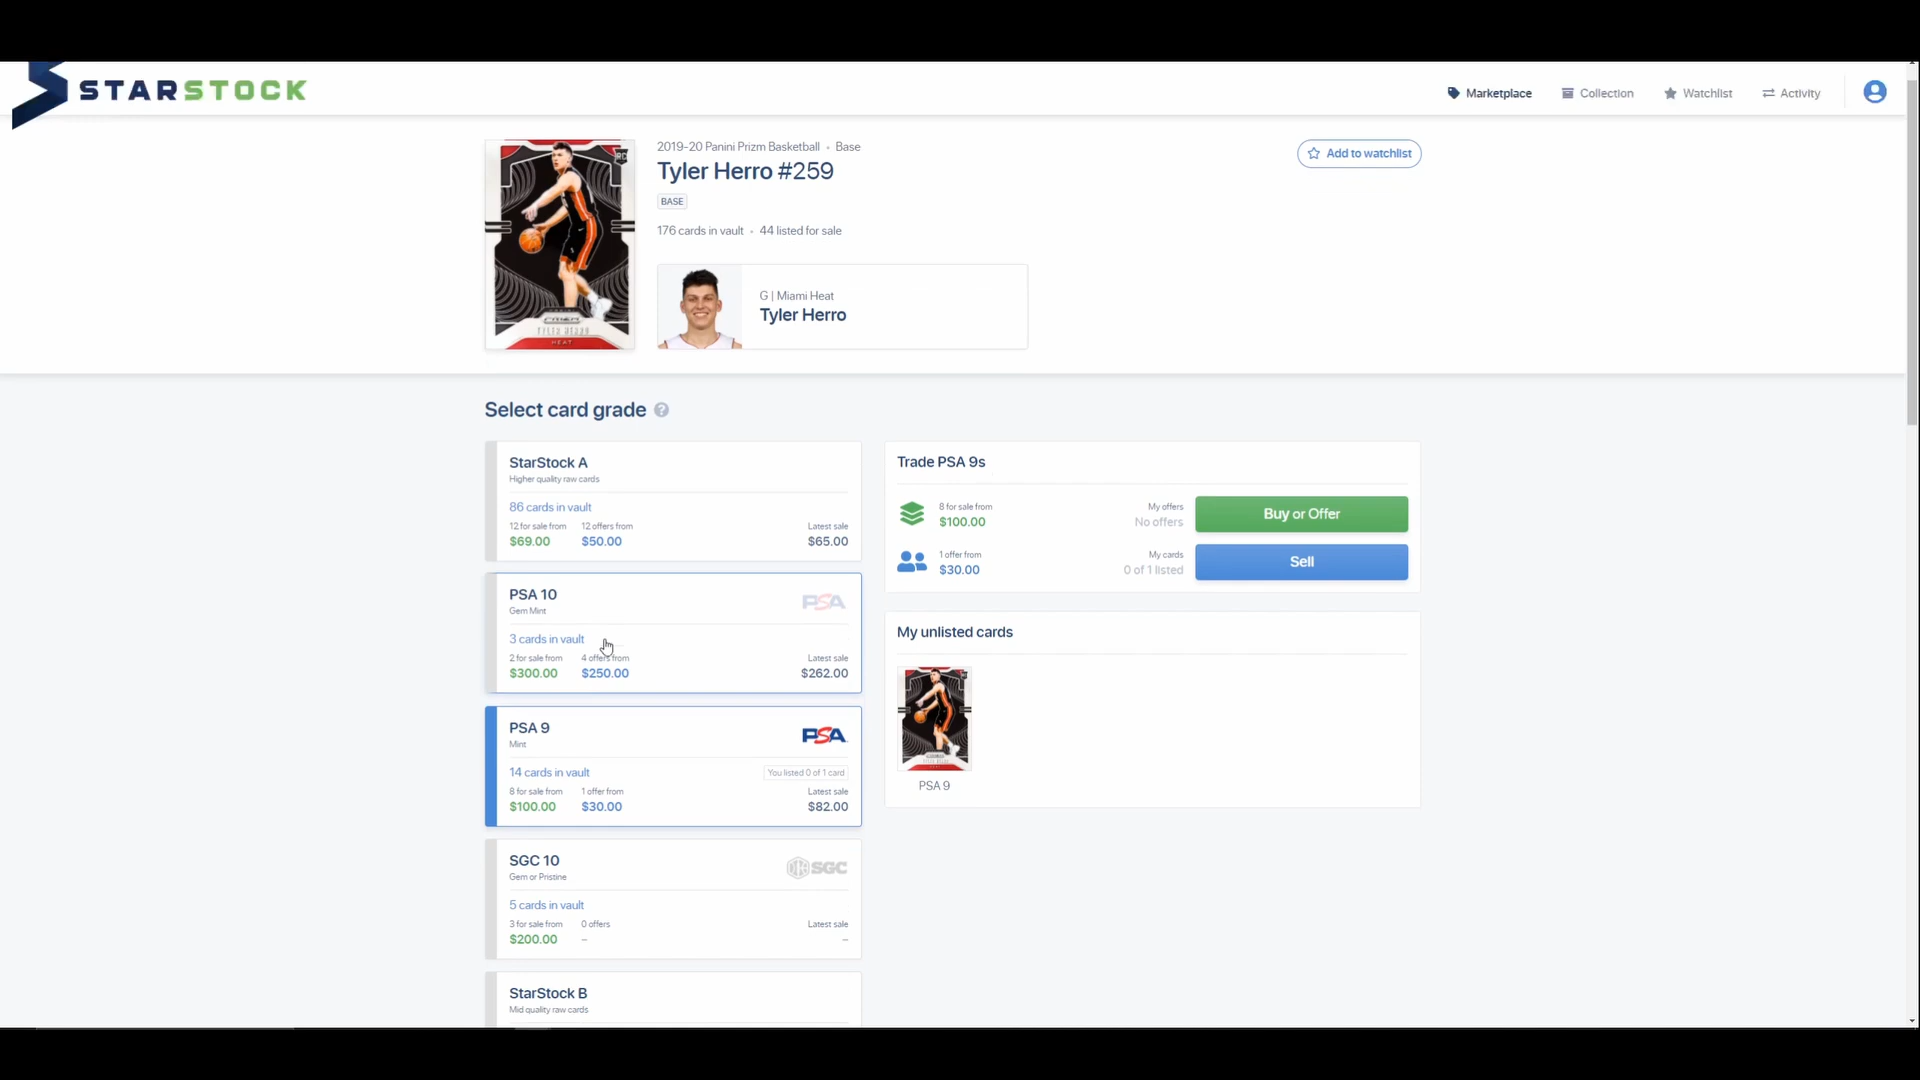 STARSTOCK
Marketplace
Collection
Watchlist
Activity
2019-20 Panini Prizm Basketball • Base
Tyler Herro #259
BASE
176 cards in vault • 44 listed for sale
Add to watchlist
RC
PRIZM
TYLER HERRO
HEAT
G | Miami Heat
Tyler Herro
Select card grade ?
StarStock A
Higher quality raw cards
86 cards in vault
12 for sale from 12 offers from Latest sale
$69.00 $50.00 $65.00
PSA 10 PSA
Gem Mint
3 cards in vault
2 for sale from 4 offers from Latest sale
$300.00 $250.00 $262.00
PSA 9 PSA
Mint
14 cards in vault You listed 0 of 1 card
8 for sale from 1 offer from Latest sale
$100.00 $30.00 $82.00
SGC 10 SGC
Gem or Pristine
5 cards in vault
3 for sale from 0 offers Latest sale
$200.00 – –
StarStock B
Mid quality raw cards
Trade PSA 9s
8 for sale from My offers
$100.00 No offers
Buy or Offer
1 offer from My cards
$30.00 0 of 1 listed
Sell
My unlisted cards
PSA 9